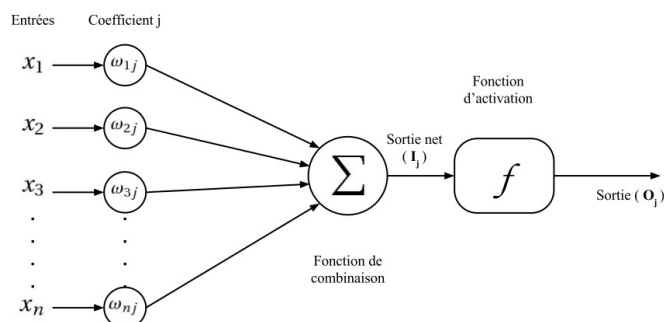 Entrées
Coefficient j
x₁
ω₁ⱼ
x₂
ω₂ⱼ
x₃
ω₃ⱼ
xₙ
ωₙⱼ
Σ
Fonction de
combinaison
Sortie net
( Iⱼ )
Fonction
d’activation
f
Sortie ( Oⱼ )